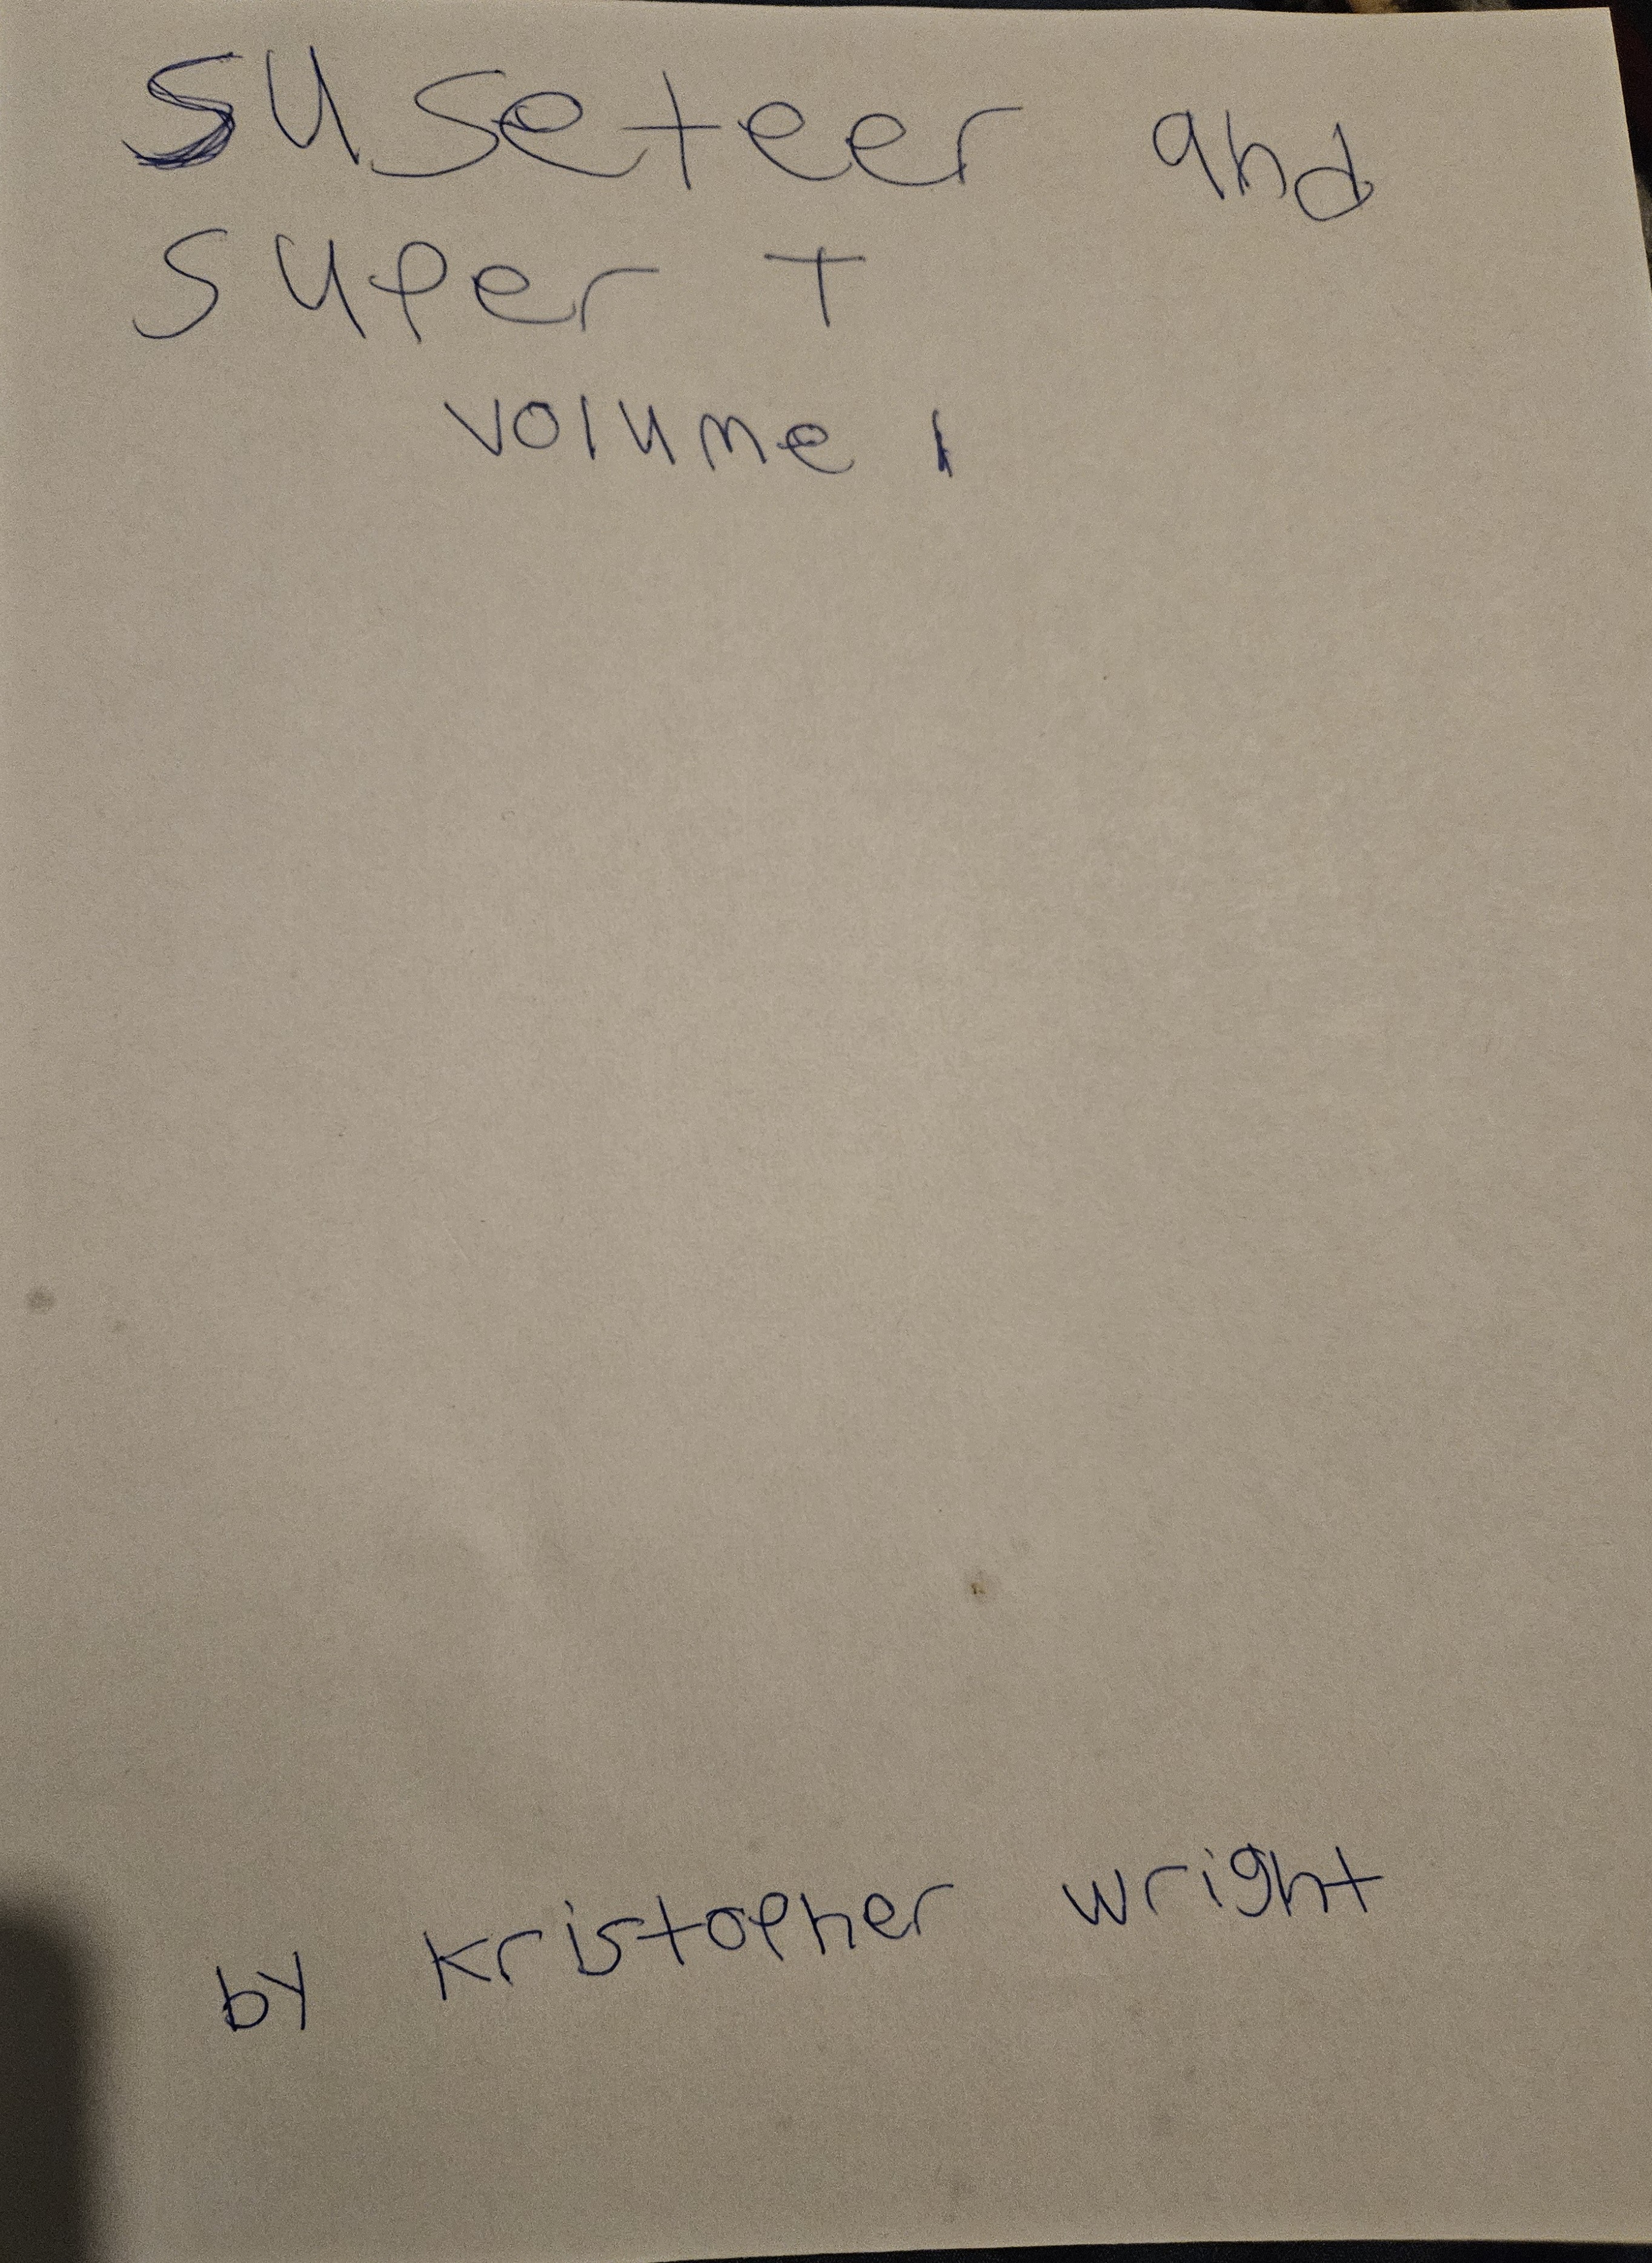 suseteer and
super T
volume 1
by Kristopher wright